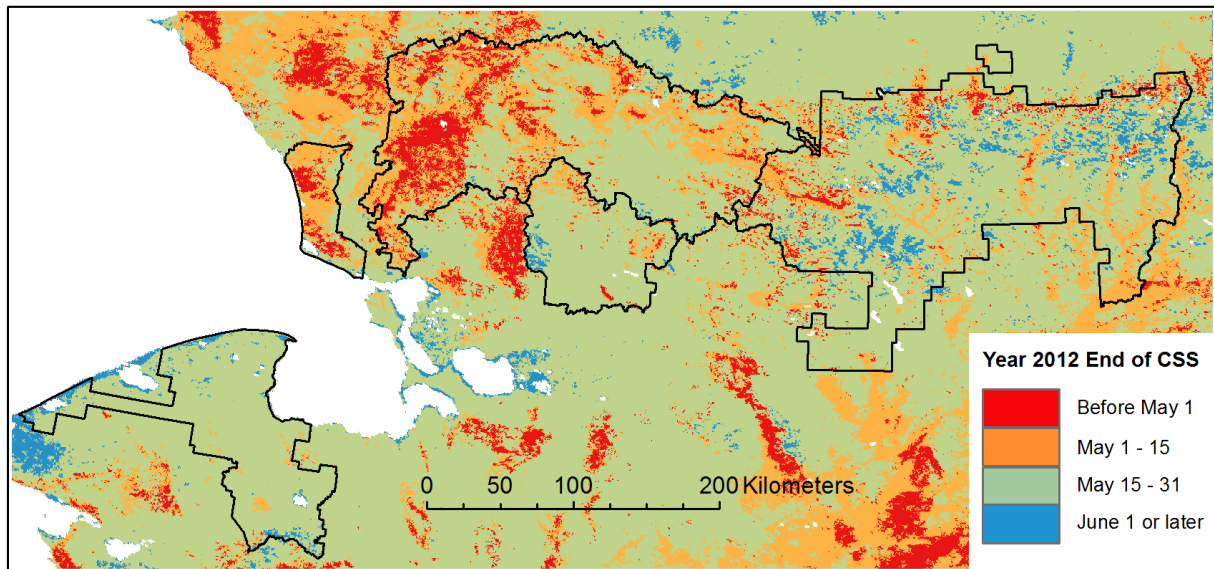 Year 2012 End of CSS
Before May 1
May 1 - 15
May 15 - 31
June 1 or later
0 50 100 200 Kilometers